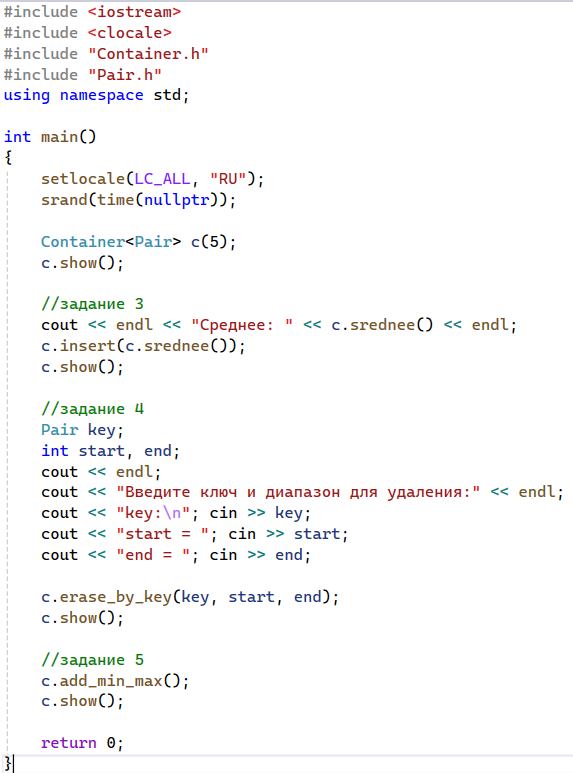 #include <iostream>
#include <clocale>
#include "Container.h"
#include "Pair.h"
using namespace std;

int main()
{
    setlocale(LC_ALL, "RU");
    srand(time(nullptr));

    Container<Pair> c(5);
    c.show();

    //задание 3
    cout << endl << "Среднее: " << c.srednee() << endl;
    c.insert(c.srednee());
    c.show();

    //задание 4
    Pair key;
    int start, end;
    cout << endl;
    cout << "Введите ключ и диапазон для удаления:" << endl;
    cout << "key:\n"; cin >> key;
    cout << "start = "; cin >> start;
    cout << "end = "; cin >> end;

    c.erase_by_key(key, start, end);
    c.show();

    //задание 5
    c.add_min_max();
    c.show();

    return 0;
}